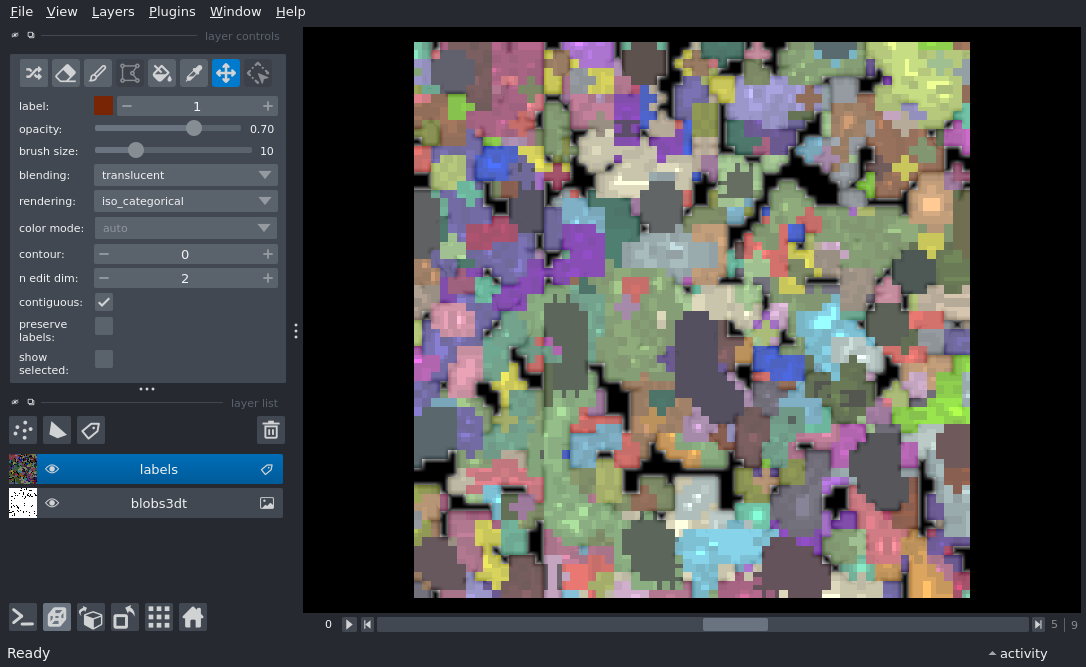 File View Layers Plugins Window Help
layer controls
label: 1
opacity: 0.70
brush size: 10
blending: translucent
rendering: iso_categorical
color mode: auto
contour: 0
n edit dim: 2
contiguous:
preserve
labels:
show
selected:
layer list
labels
blobs3dt
0 5 9
Ready activity